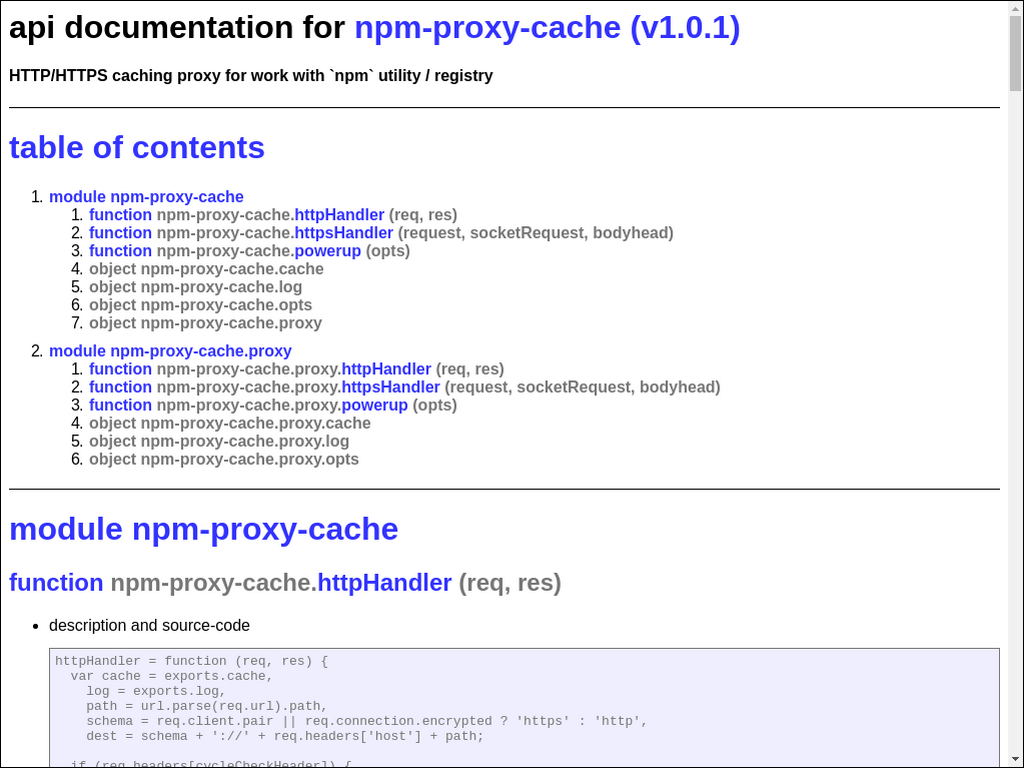 api documentation for npm-proxy-cache (v1.0.1)
HTTP/HTTPS caching proxy for work with `npm` utility / registry
table of contents
1. module npm-proxy-cache
1. function npm-proxy-cache.httpHandler (req, res)
2. function npm-proxy-cache.httpsHandler (request, socketRequest, bodyhead)
3. function npm-proxy-cache.powerup (opts)
4. object npm-proxy-cache.cache
5. object npm-proxy-cache.log
6. object npm-proxy-cache.opts
7. object npm-proxy-cache.proxy
2. module npm-proxy-cache.proxy
1. function npm-proxy-cache.proxy.httpHandler (req, res)
2. function npm-proxy-cache.proxy.httpsHandler (request, socketRequest, bodyhead)
3. function npm-proxy-cache.proxy.powerup (opts)
4. object npm-proxy-cache.proxy.cache
5. object npm-proxy-cache.proxy.log
6. object npm-proxy-cache.proxy.opts
module npm-proxy-cache
function npm-proxy-cache.httpHandler (req, res)
• description and source-code
httpHandler = function (req, res) {
  var cache = exports.cache,
    log = exports.log,
    path = url.parse(req.url).path,
    schema = req.client.pair || req.connection.encrypted ? 'https' : 'http',
    dest = schema + '://' + req.headers['host'] + path;
  if (req.headers[cycleCheckHeader]) {